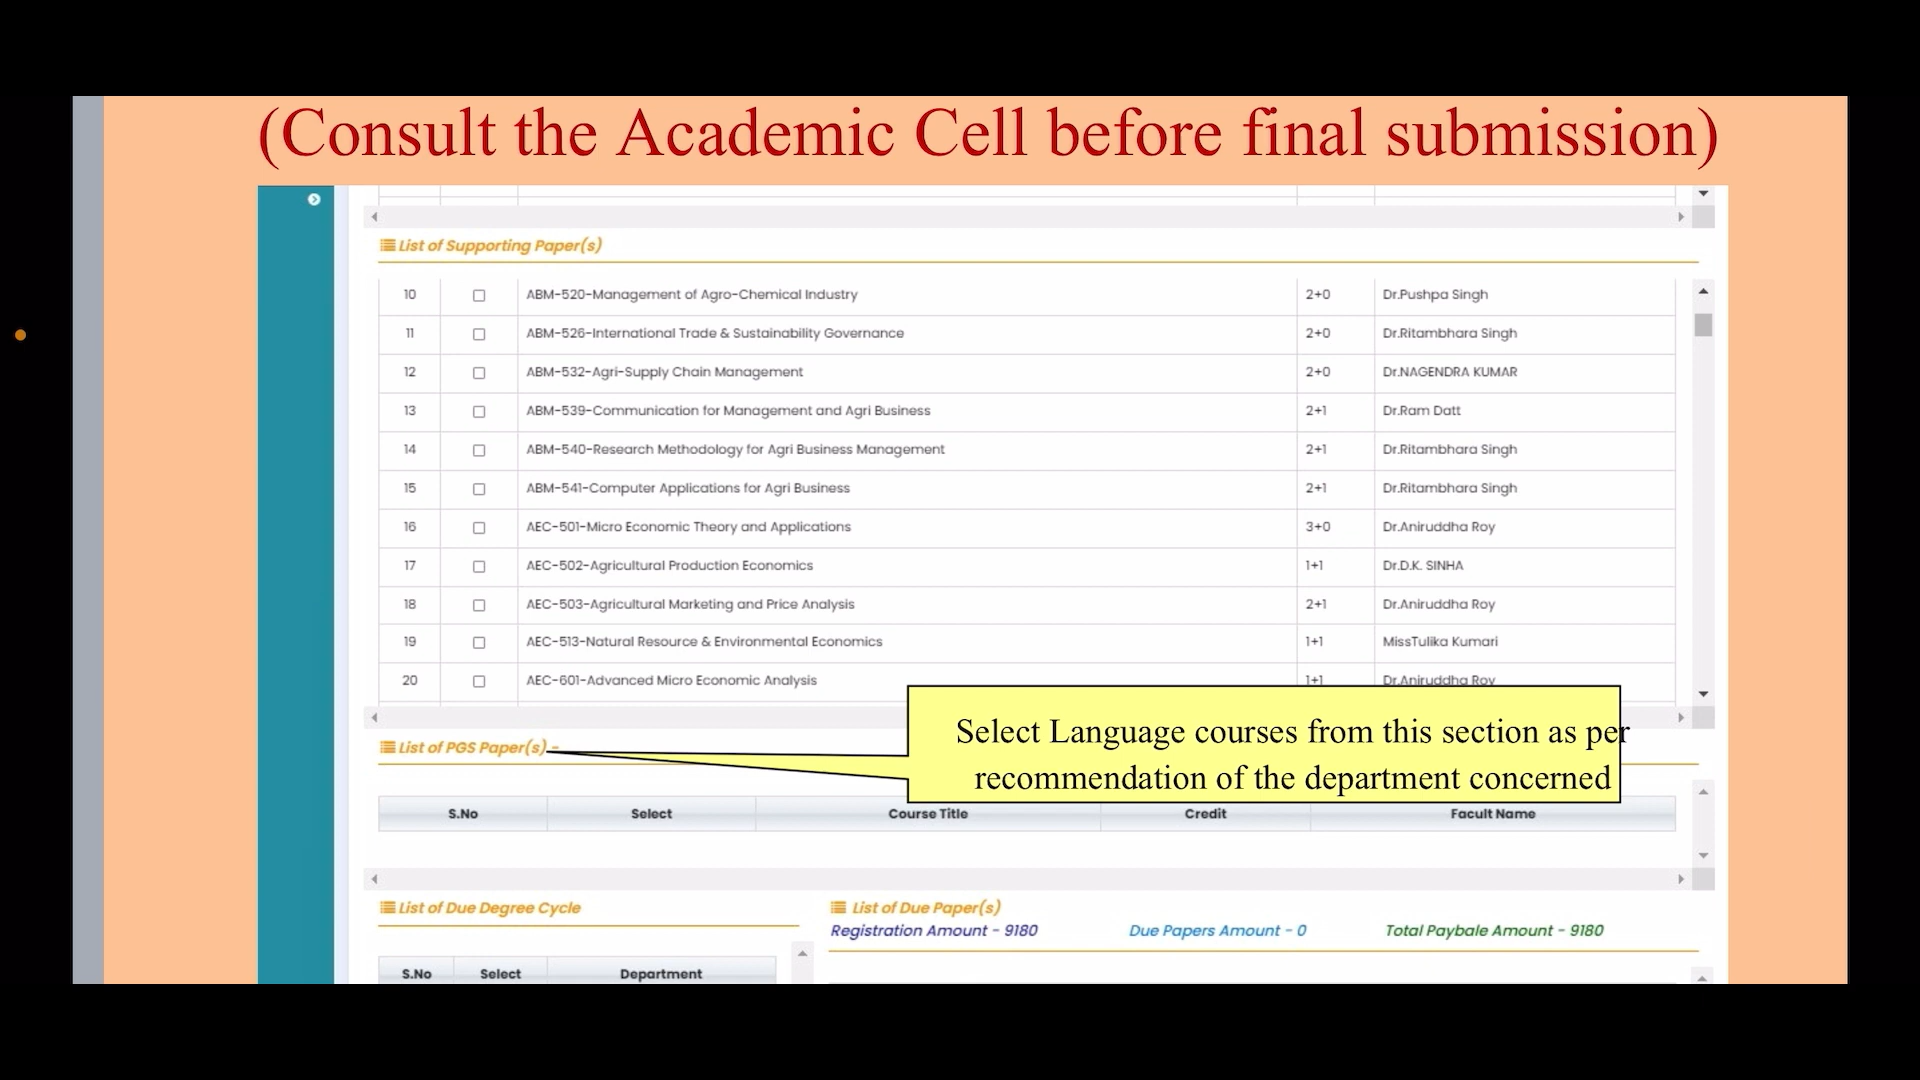 (Consult the Academic Cell before final submission)
List of Supporting Paper(s)
10 ABM-520-Management of Agro-Chemical Industry 2+0 Dr.Pushpa Singh
11 ABM-526-International Trade & Sustainability Governance 2+0 Dr.Ritambhara Singh
12 ABM-532-Agri-Supply Chain Management 2+0 Dr.NAGENDRA KUMAR
13 ABM-539-Communication for Management and Agri Business 2+1 Dr.Ram Datt
14 ABM-540-Research Methodology for Agri Business Management 2+1 Dr.Ritambhara Singh
15 ABM-541-Computer Applications for Agri Business 2+1 Dr.Ritambhara Singh
16 AEC-501-Micro Economic Theory and Applications 3+0 Dr.Aniruddha Roy
17 AEC-502-Agricultural Production Economics 1+1 Dr.D.K. SINHA
18 AEC-503-Agricultural Marketing and Price Analysis 2+1 Dr.Aniruddha Roy
19 AEC-513-Natural Resource & Environmental Economics 1+1 MissTulika Kumari
20 AEC-601-Advanced Micro Economic Analysis 1+1 Dr.Aniruddha Roy
List of PGS Paper(s) -
Select Language courses from this section as per
recommendation of the department concerned
S.No Select Course Title Credit Facult Name
List of Due Degree Cycle
List of Due Paper(s)
Registration Amount - 9180 Due Papers Amount - 0 Total Paybale Amount - 9180
S.No Select Department